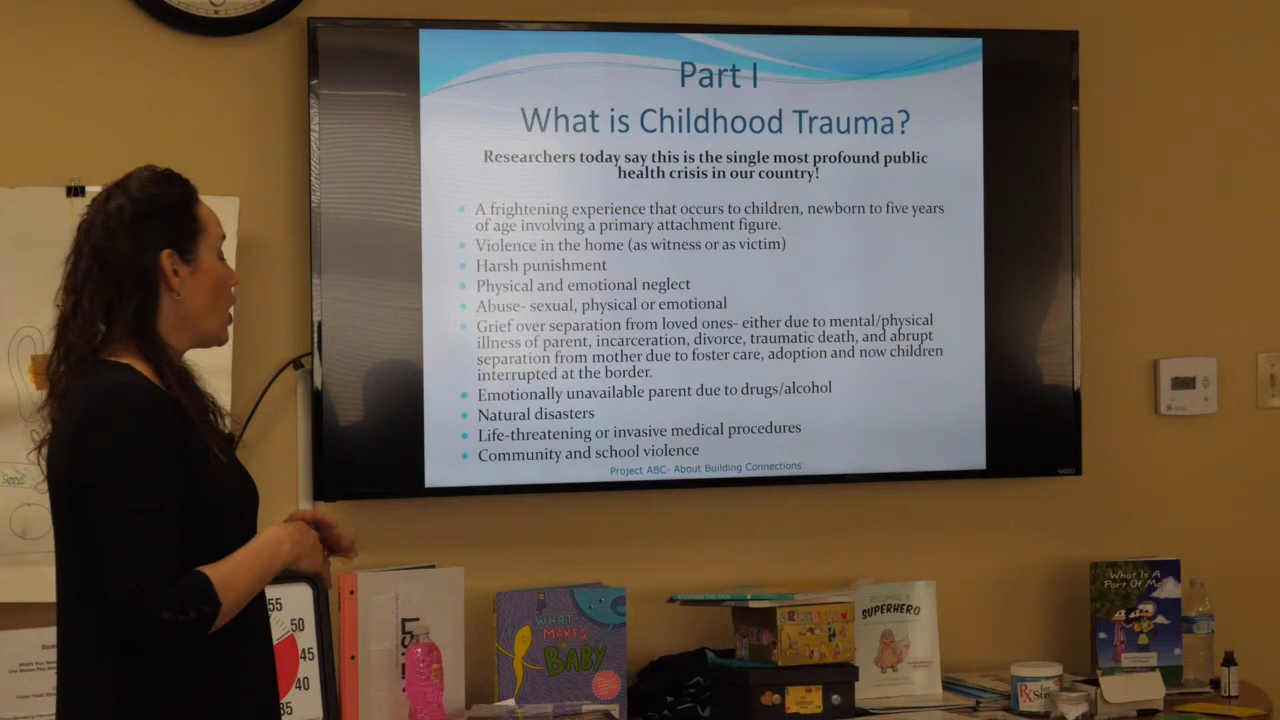 Part I
What is Childhood Trauma?
Researchers today say this is the single most profound public
health crisis in our country!
A frightening experience that occurs to children, newborn to five years
of age involving a primary attachment figure.
Violence in the home (as witness or as victim)
Harsh punishment
Physical and emotional neglect
Abuse- sexual, physical or emotional
Grief over separation from loved ones- either due to mental/physical
illness of parent, incarceration, divorce, traumatic death, and abrupt
separation from mother due to foster care, adoption and now children
interrupted at the border.
Emotionally unavailable parent due to drugs/alcohol
Natural disasters
Life-threatening or invasive medical procedures
Community and school violence
Project ABC- About Building Connections
55
50
45
40
35
WHAT
MAKES
A
BABY
BECOMING A
SUPERHERO
What Is A
Part Of Me?
Rx